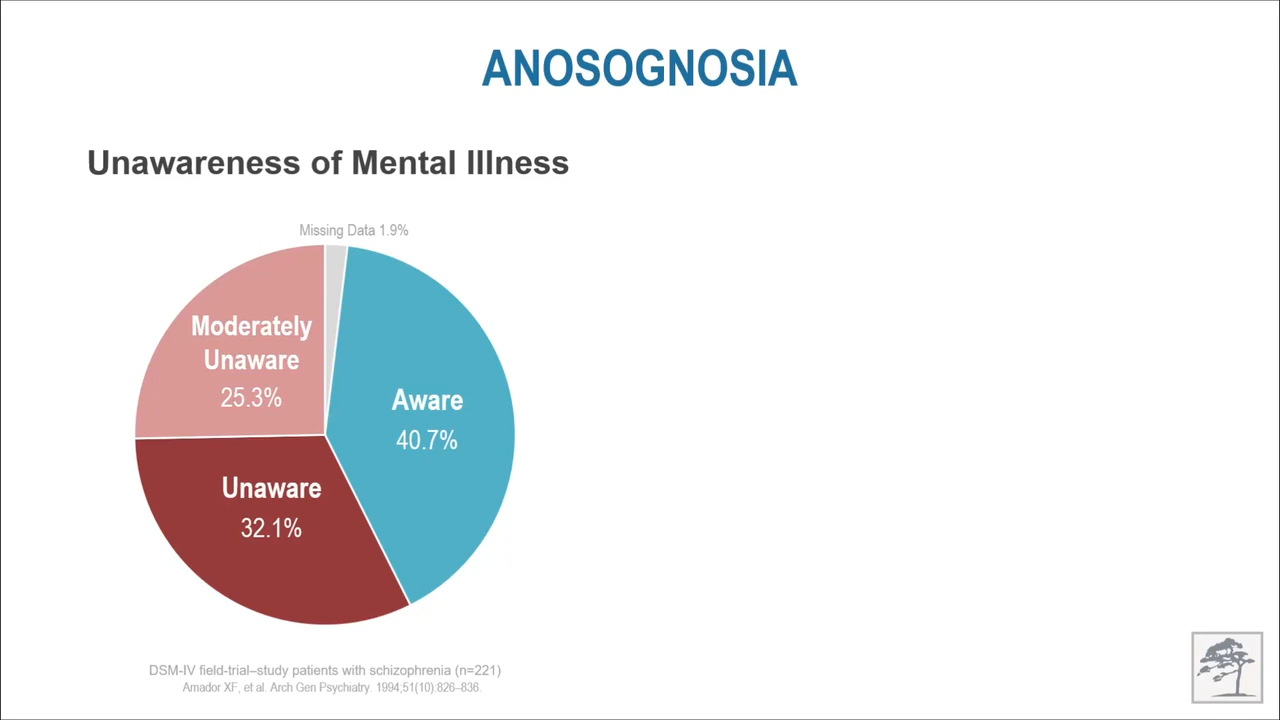 ANOSOGNOSIA
Unawareness of Mental Illness
Missing Data 1.9%
Moderately
Unaware
25.3%
Aware
40.7%
Unaware
32.1%
DSM-IV field-trial–study patients with schizophrenia (n=221)
Amador XF, et al. Arch Gen Psychiatry. 1994;51(10):826–836.